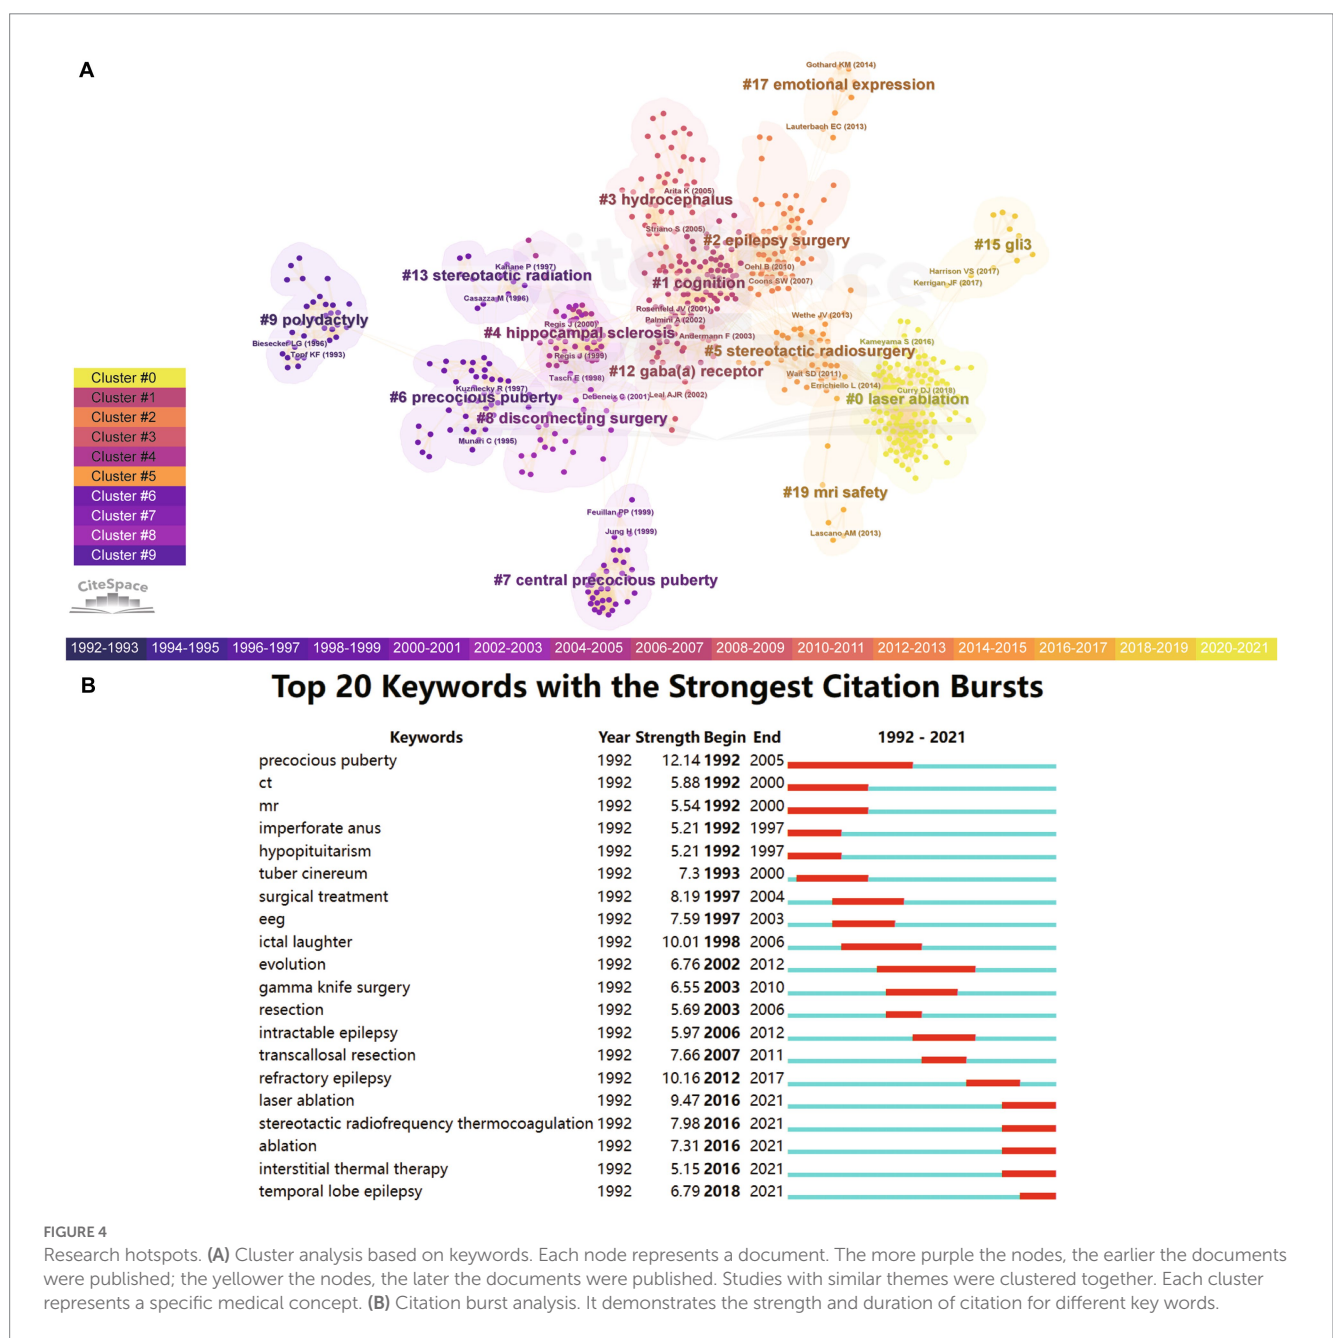 A
Gothard KM (2014)
#17 emotional expression
Lauterbach EC (2013)
Arita K (2005)
#3 hydrocephalus
Striano S (2005)
#2 epilepsy surgery
#15 gli3
Kahane P (1997)
#13 stereotactic radiation
Oehl B (2010)
Harrison VS (2017)
#1 cognition
Coons SW (2007)
Kerrigan JF (2017)
Casazza M (1996)
Rosenfeld JV (2001)
#9 polydactyly
Palmini A (2002)
Wethe JV (2013)
Regis J (2000)
#4 hippocampal sclerosis
Andermann F (2003)
Biesecker LG (1996)
Kameyama S (2016)
Topf KF (1993)
Regis J (1999)
#5 stereotactic radiosurgery
#12 gaba(a) receptor
Wait SD (2011)
Tasch E (1998)
Errichiello L (2014)
Kuzniecky R (1997)
Curry DJ (2018)
#6 precocious puberty
Leal AJR (2002)
#0 laser ablation
#8 disconnecting surgery
Munari C (1995)
#19 mri safety
Feuillan PP (1999)
Jung H (1999)
Lascano AM (2013)
#7 central precocious puberty
Cluster #0
Cluster #1
Cluster #2
Cluster #3
Cluster #4
Cluster #5
Cluster #6
Cluster #7
Cluster #8
Cluster #9
CiteSpace
CiteSpace
1992-1993 1994-1995 1996-1997 1998-1999 2000-2001 2002-2003 2004-2005 2006-2007 2008-2009 2010-2011 2012-2013 2014-2015 2016-2017 2018-2019 2020-2021
B
Top 20 Keywords with the Strongest Citation Bursts
Keywords Year Strength Begin End 1992 - 2021
precocious puberty 1992 12.14 1992 2005
ct 1992 5.88 1992 2000
mr 1992 5.54 1992 2000
imperforate anus 1992 5.21 1992 1997
hypopituitarism 1992 5.21 1992 1997
tuber cinereum 1992 7.3 1993 2000
surgical treatment 1992 8.19 1997 2004
eeg 1992 7.59 1997 2003
ictal laughter 1992 10.01 1998 2006
evolution 1992 6.76 2002 2012
gamma knife surgery 1992 6.55 2003 2010
resection 1992 5.69 2003 2006
intractable epilepsy 1992 5.97 2006 2012
transcallosal resection 1992 7.66 2007 2011
refractory epilepsy 1992 10.16 2012 2017
laser ablation 1992 9.47 2016 2021
stereotactic radiofrequency thermocoagulation 1992 7.98 2016 2021
ablation 1992 7.31 2016 2021
interstitial thermal therapy 1992 5.15 2016 2021
temporal lobe epilepsy 1992 6.79 2018 2021
FIGURE 4
Research hotspots. (A) Cluster analysis based on keywords. Each node represents a document. The more purple the nodes, the earlier the documents
were published; the yellower the nodes, the later the documents were published. Studies with similar themes were clustered together. Each cluster
represents a specific medical concept. (B) Citation burst analysis. It demonstrates the strength and duration of citation for different key words.